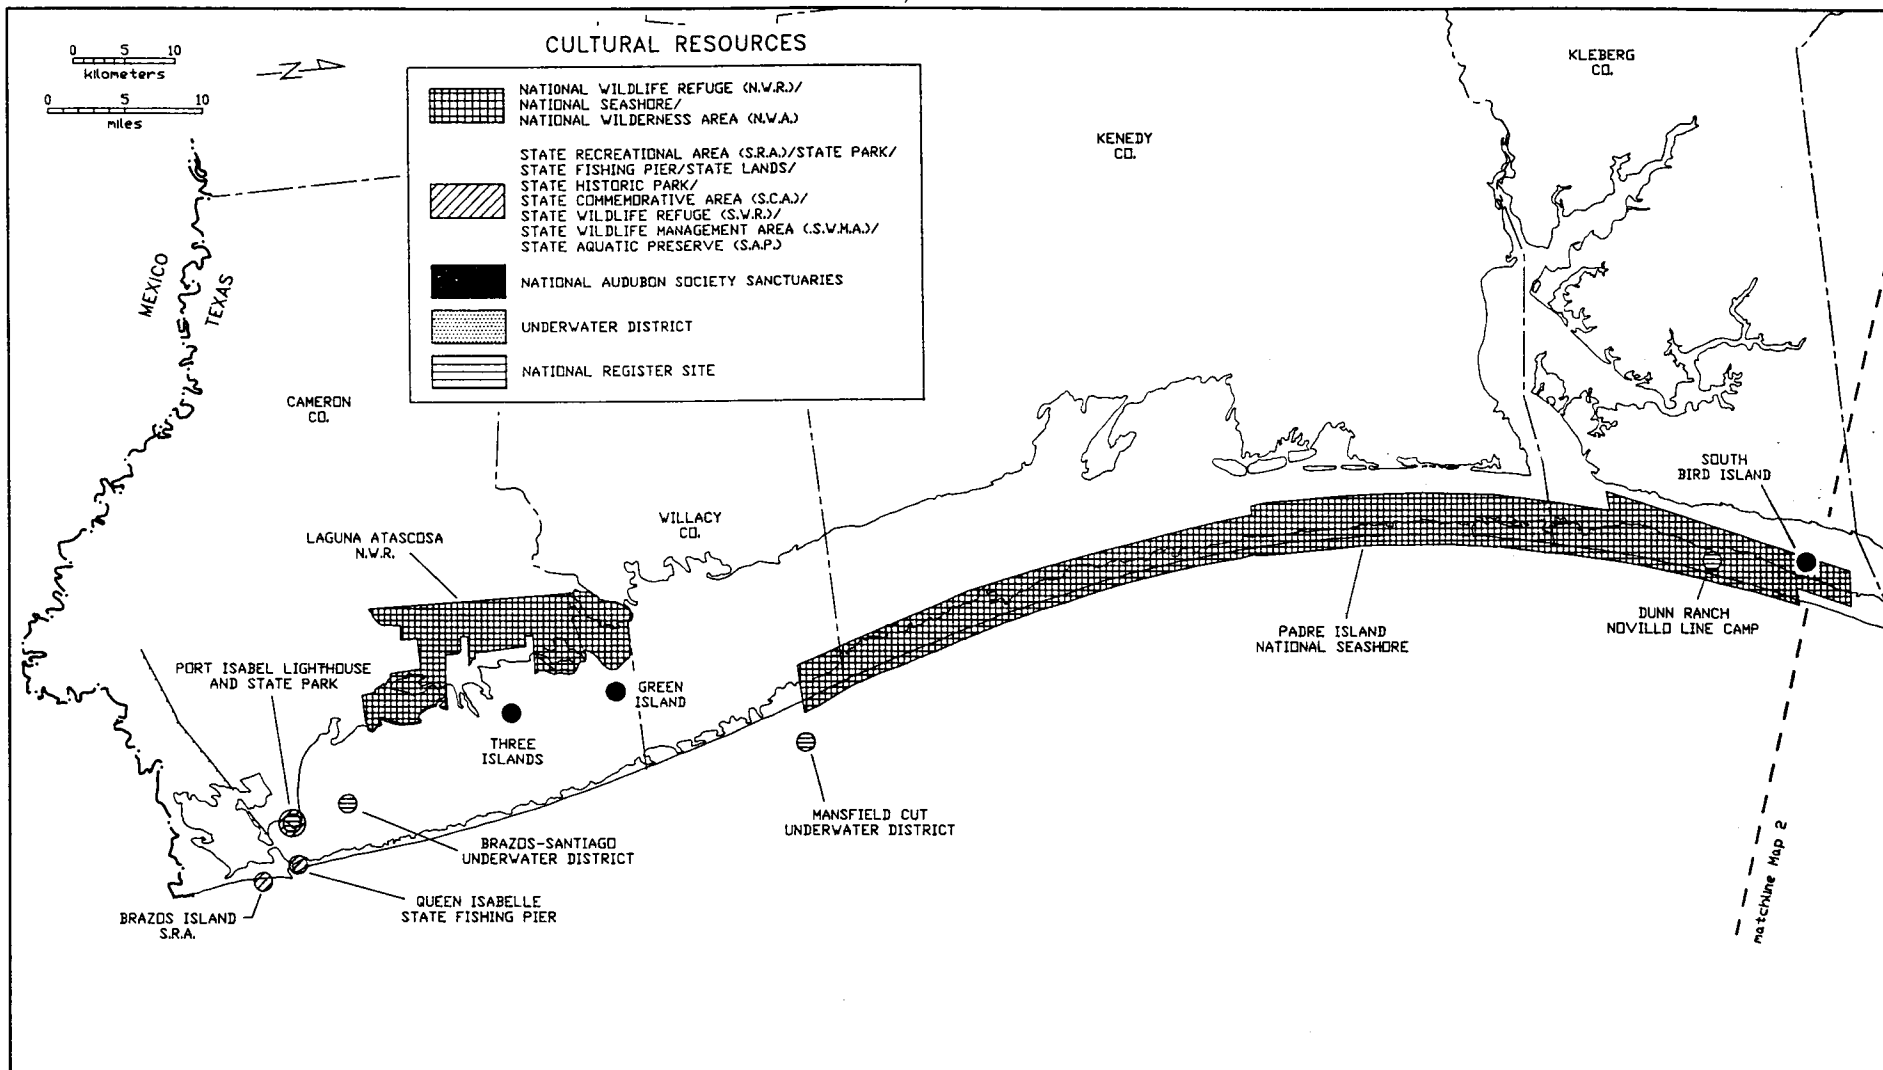 CULTURAL RESOURCES
0 5 10
kilometers
0 5 10
miles
N
NATIONAL WILDLIFE REFUGE (N.W.R.)/
NATIONAL SEASHORE/
NATIONAL WILDERNESS AREA (N.W.A.)
STATE RECREATIONAL AREA (S.R.A.)/STATE PARK/
STATE FISHING PIER/STATE LANDS/
STATE HISTORIC PARK/
STATE COMMEMORATIVE AREA (S.C.A.)/
STATE WILDLIFE REFUGE (S.W.R.)/
STATE WILDLIFE MANAGEMENT AREA (.S.W.M.A.)/
STATE AQUATIC PRESERVE (S.A.P.)
NATIONAL AUDUBON SOCIETY SANCTUARIES
UNDERWATER DISTRICT
NATIONAL REGISTER SITE
KLEBERG
CO.
KENEDY
CO.
MEXICO
TEXAS
CAMERON
CO.
WILLACY
CO.
SOUTH
BIRD ISLAND
LAGUNA ATASCOSA
N.W.R.
DUNN RANCH
NOVILLO LINE CAMP
PADRE ISLAND
NATIONAL SEASHORE
PORT ISABEL LIGHTHOUSE
AND STATE PARK
GREEN
ISLAND
THREE
ISLANDS
MANSFIELD CUT
UNDERWATER DISTRICT
BRAZOS-SANTIAGO
UNDERWATER DISTRICT
QUEEN ISABELLE
STATE FISHING PIER
BRAZOS ISLAND
S.R.A.
Matchline Map 2